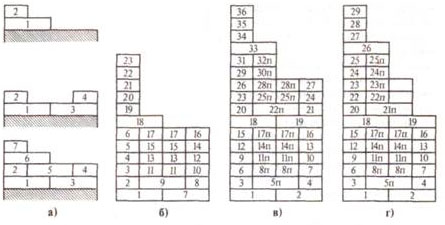 2
1
2 4
1 3
7
6
2 5 4
1 3
а)
23
22
21
20
19
18
6 17 17 16
5 15 15 14
4 13 13 12
3 11 11 10
2 9 8
1 7
б)
36
35
34
33
31 32п
29 30п
26 28п 28п 27
23 25п 25п 24
20 22п 21
18 19
15 17п 17п 16
12 14п 14п 13
9 11п 11п 10
6 8п 8п 7
3 5п 4
1 2
в)
29
28
27
26
25 25п
24 24п
23 23п
22 22п
20 21п
18 19
15 17п 17п 16
12 14п 14п 13
9 11п 11п 10
6 8п 8п 7
3 5п 4
1 2
г)